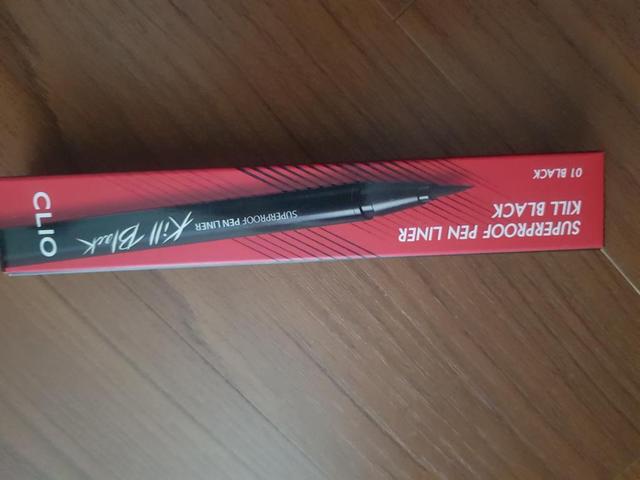 CLIO
Kill Black
SUPERPROOF PEN LINER
SUPERPROOF PEN LINER
KILL BLACK
01 BLACK